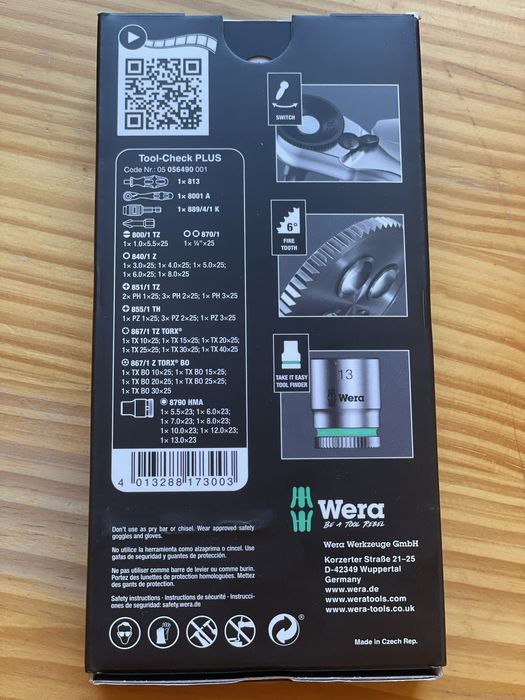 Tool-Check PLUS
Code Nr.: 05 056490 001
1× 813
1× 8001 A
1× 889/4/1 K
800/1 TZ
1× 1.0×5.5×25
870/1
1× ¼"×25
840/1 Z
1× 3.0×25; 1× 4.0×25; 1× 5.0×25;
1× 6.0×25; 1× 8.0×25
851/1 TZ
2× PH 1×25; 3× PH 2×25; 1× PH 3×25
855/1 TH
1× PZ 1×25; 3× PZ 2×25; 1× PZ 3×25
867/1 TZ TORX®
1× TX 10×25; 1× TX 15×25; 1× TX 20×25;
1× TX 25×25; 1× TX 30×25; 1× TX 40×25
867/1 Z TORX® BO
1× TX BO 10×25; 1× TX BO 15×25;
1× TX BO 20×25; 1× TX BO 25×25;
1× TX BO 30×25
8790 HMA
1× 5.5×23; 1× 6.0×23;
1× 7.0×23; 1× 8.0×23;
1× 10.0×23; 1× 12.0×23;
1× 13.0×23
4 013288 173003
SWITCH
6°
FINE
TOOTH
TAKE IT EASY
TOOL FINDER
13
Wera
Wera
BE A TOOL REBEL
Wera Werkzeuge GmbH
Korzerter Straße 21–25
D-42349 Wuppertal
Germany
www.wera.de
www.weratools.com
www.wera-tools.co.uk
Don't use as pry bar or chisel. Wear approved safety
goggles and gloves.
No utilice la herramienta como alzaprima o cincel. Use
gafas de seguridad y guantes de protección.
Ne pas utiliser comme barre de levier ou comme burin.
Portez des lunettes de protection homologuées. Mettez
des gants de protection.
Safety instructions · Instructions de sécurité · Instruccio-
nes de seguridad: safety.wera.de
Made in Czech Rep.